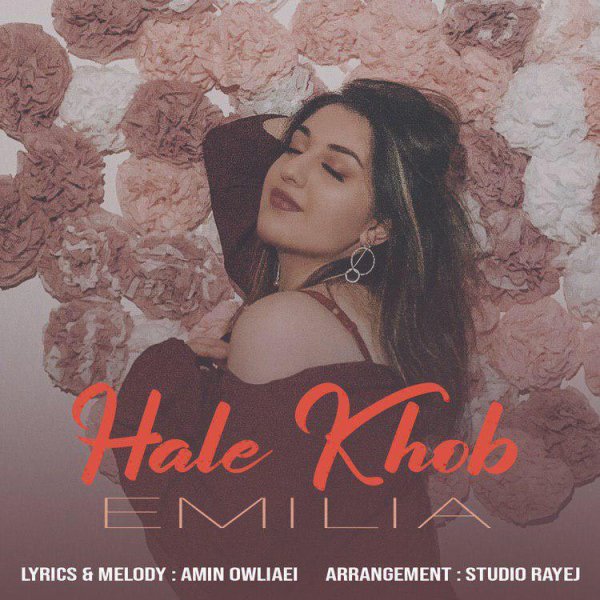 Hale Khob
EMILIA
LYRICS & MELODY : AMIN OWLIAEI ARRANGEMENT : STUDIO RAYEJ